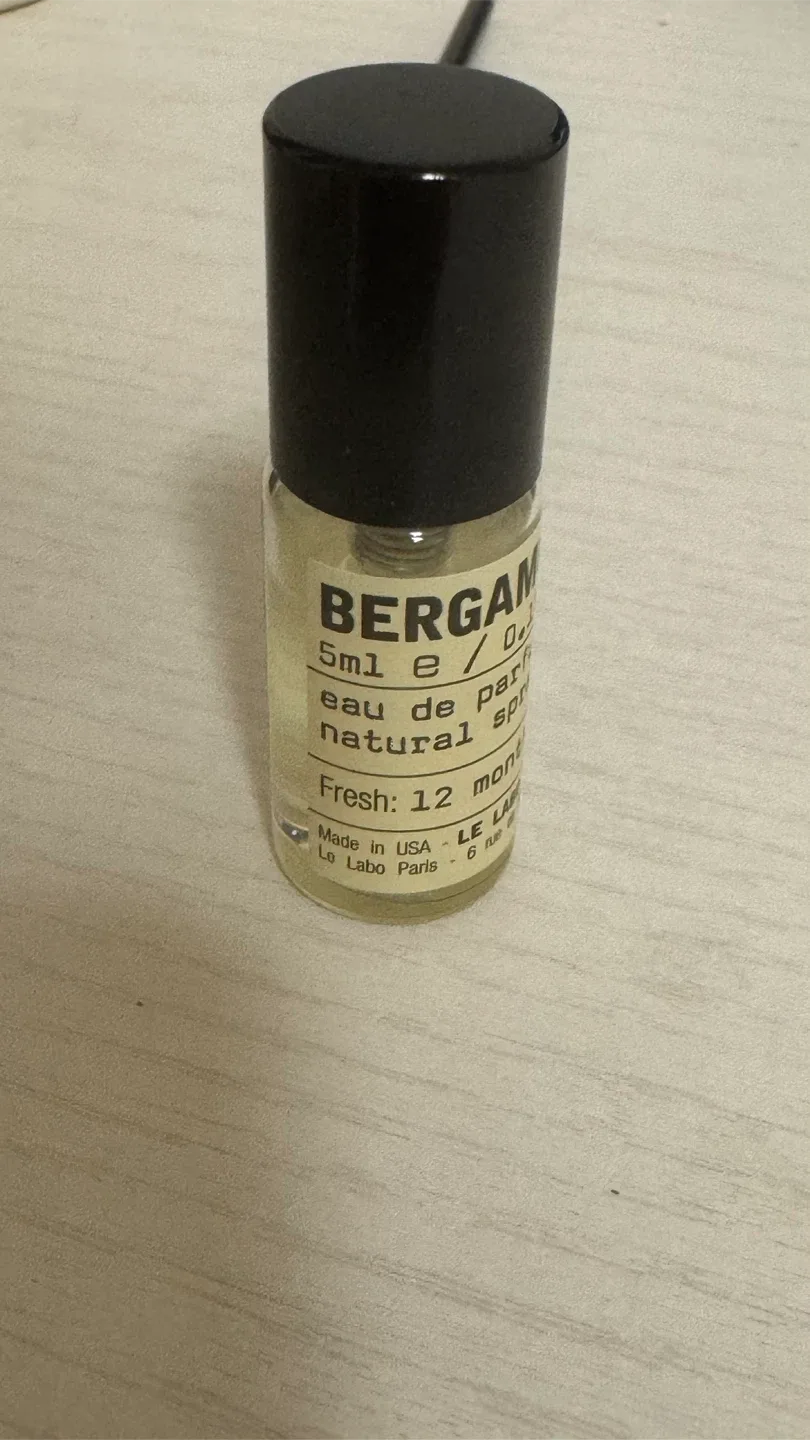 BERGAM
5ml e / 0.
eau de parf
natural spr
Fresh: 12 mont
Made in USA - LE LAB
Le Labo Paris - 6 rue